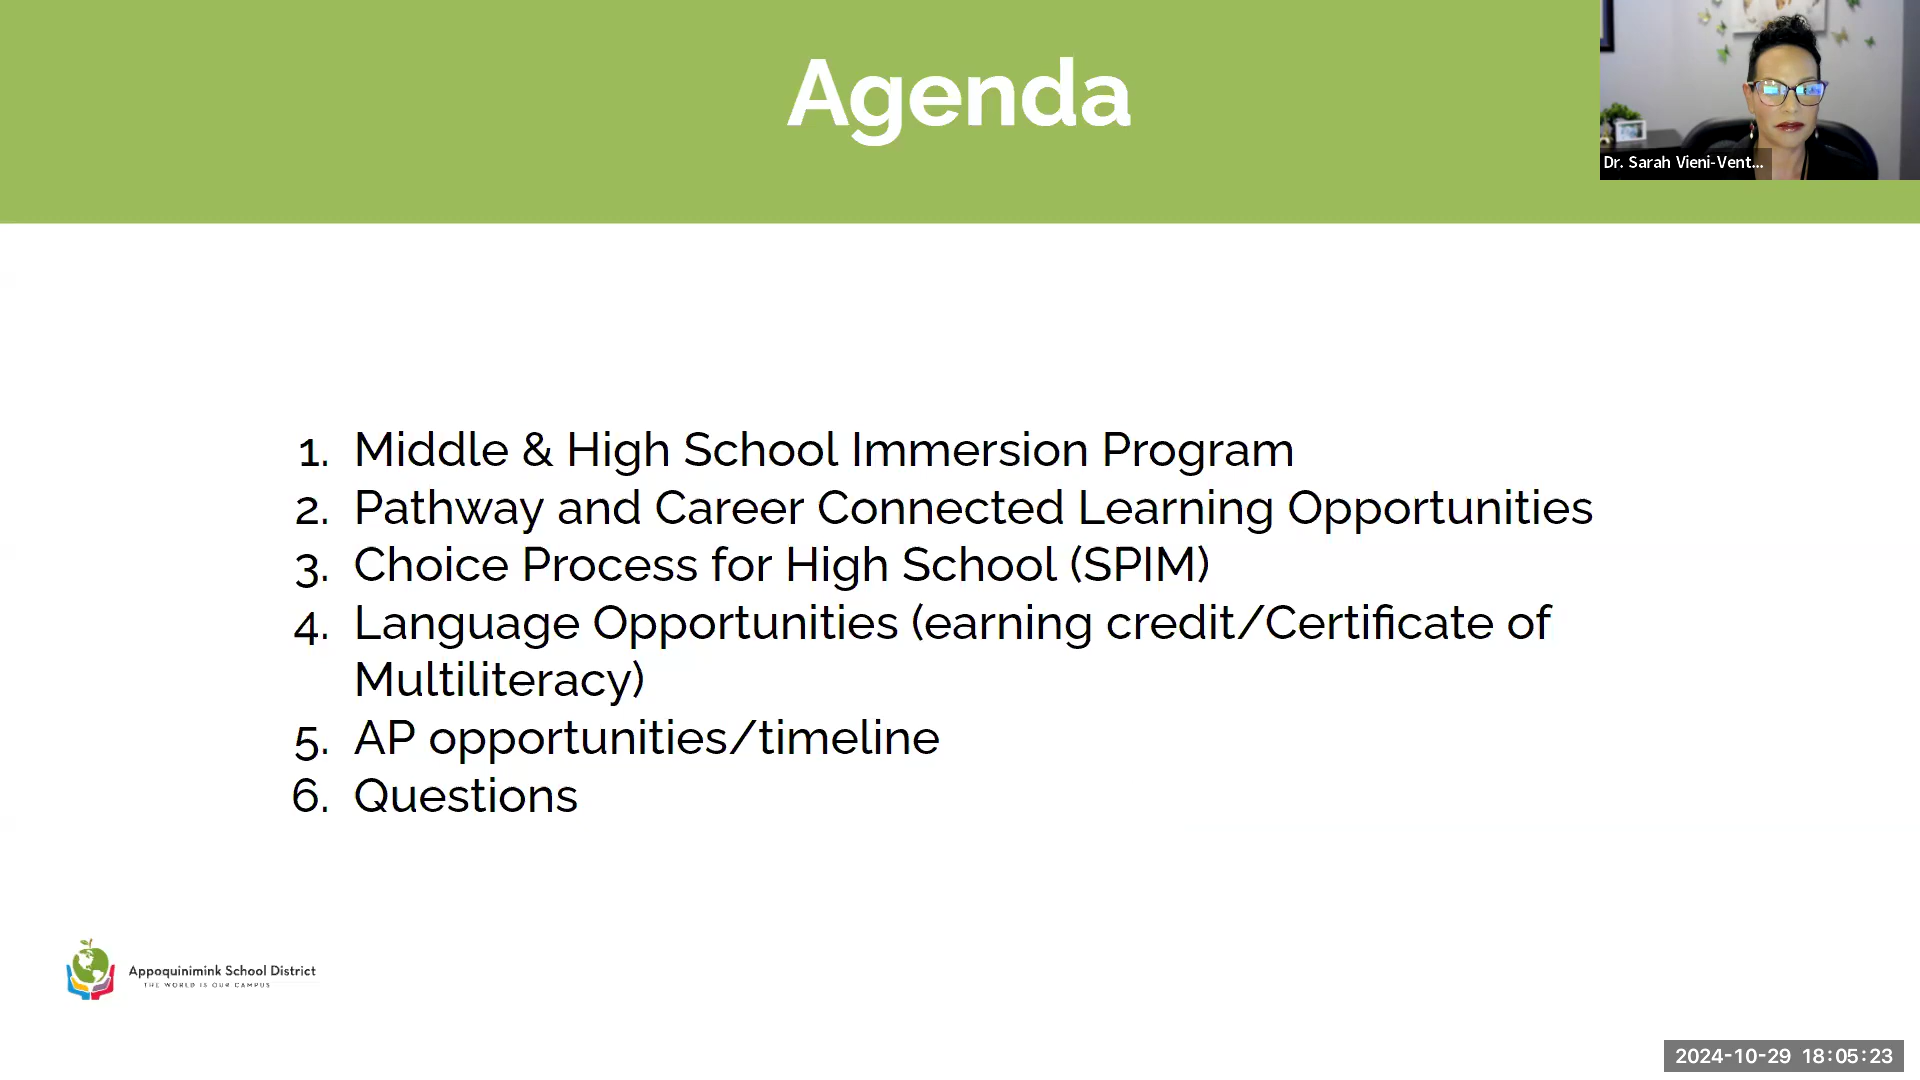 Agenda
Dr. Sarah Vieni-Vent...
1. Middle & High School Immersion Program
2. Pathway and Career Connected Learning Opportunities
3. Choice Process for High School (SPIM)
4. Language Opportunities (earning credit/Certificate of
Multiliteracy)
5. AP opportunities/timeline
6. Questions
Appoquinimink School District
THE WORLD IS OUR CAMPUS
2024-10-29 18:05:23